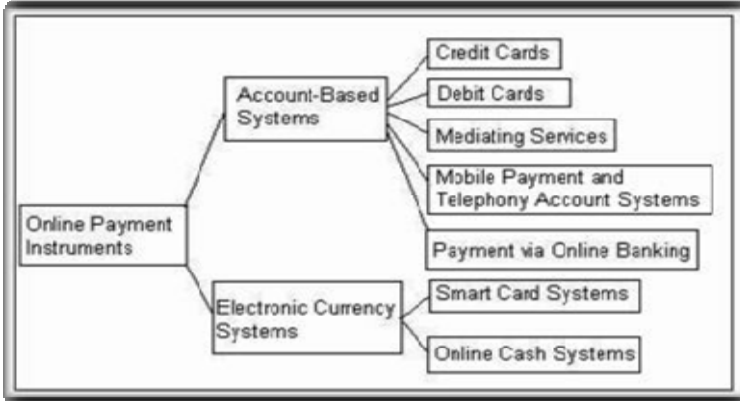 Credit Cards
Account-Based
Systems
Debit Cards
Mediating Services
Mobile Payment and
Telephony Account Systems
Online Payment
Instruments
Payment via Online Banking
Electronic Currency
Systems
Smart Card Systems
Online Cash Systems